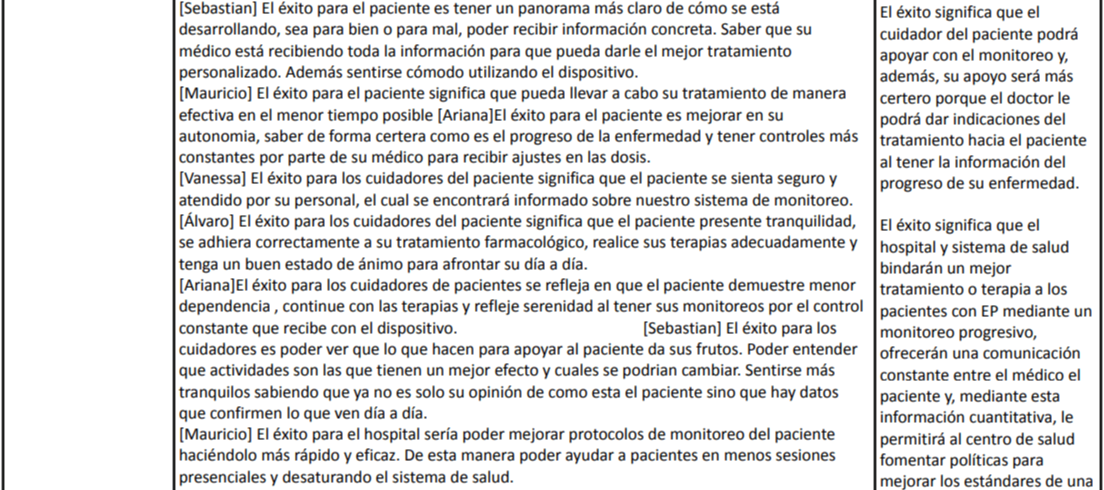 [Sebastian] El éxito para el paciente es tener un panorama más claro de cómo se está
desarrollando, sea para bien o para mal, poder recibir información concreta. Saber que su
médico está recibiendo toda la información para que pueda darle el mejor tratamiento
personalizado. Además sentirse cómodo utilizando el dispositivo.
[Mauricio] El éxito para el paciente significa que pueda llevar a cabo su tratamiento de manera
efectiva en el menor tiempo posible [Ariana]El éxito para el paciente es mejorar en su
autonomia, saber de forma certera como es el progreso de la enfermedad y tener controles más
constantes por parte de su médico para recibir ajustes en las dosis.
[Vanessa] El éxito para los cuidadores del paciente significa que el paciente se sienta seguro y
atendido por su personal, el cual se encontrará informado sobre nuestro sistema de monitoreo.
[Álvaro] El éxito para los cuidadores del paciente significa que el paciente presente tranquilidad,
se adhiera correctamente a su tratamiento farmacológico, realice sus terapias adecuadamente y
tenga un buen estado de ánimo para afrontar su día a día.
[Ariana]El éxito para los cuidadores de pacientes se refleja en que el paciente demuestre menor
dependencia , continue con las terapias y refleje serenidad al tener sus monitoreos por el control
constante que recibe con el dispositivo. [Sebastian] El éxito para los
cuidadores es poder ver que lo que hacen para apoyar al paciente da sus frutos. Poder entender
que actividades son las que tienen un mejor efecto y cuales se podrian cambiar. Sentirse más
tranquilos sabiendo que ya no es solo su opinión de como esta el paciente sino que hay datos
que confirmen lo que ven día a día.
[Mauricio] El éxito para el hospital sería poder mejorar protocolos de monitoreo del paciente
haciéndolo más rápido y eficaz. De esta manera poder ayudar a pacientes en menos sesiones
presenciales y desaturando el sistema de salud.
El éxito significa que el
cuidador del paciente podrá
apoyar con el monitoreo y,
además, su apoyo será más
certero porque el doctor le
podrá dar indicaciones del
tratamiento hacia el paciente
al tener la información del
progreso de su enfermedad.
El éxito significa que el
hospital y sistema de salud
bindarán un mejor
tratamiento o terapia a los
pacientes con EP mediante un
monitoreo progresivo,
ofrecerán una comunicación
constante entre el médico el
paciente y, mediante esta
información cuantitativa, le
permitirá al centro de salud
fomentar políticas para
mejorar los estándares de una